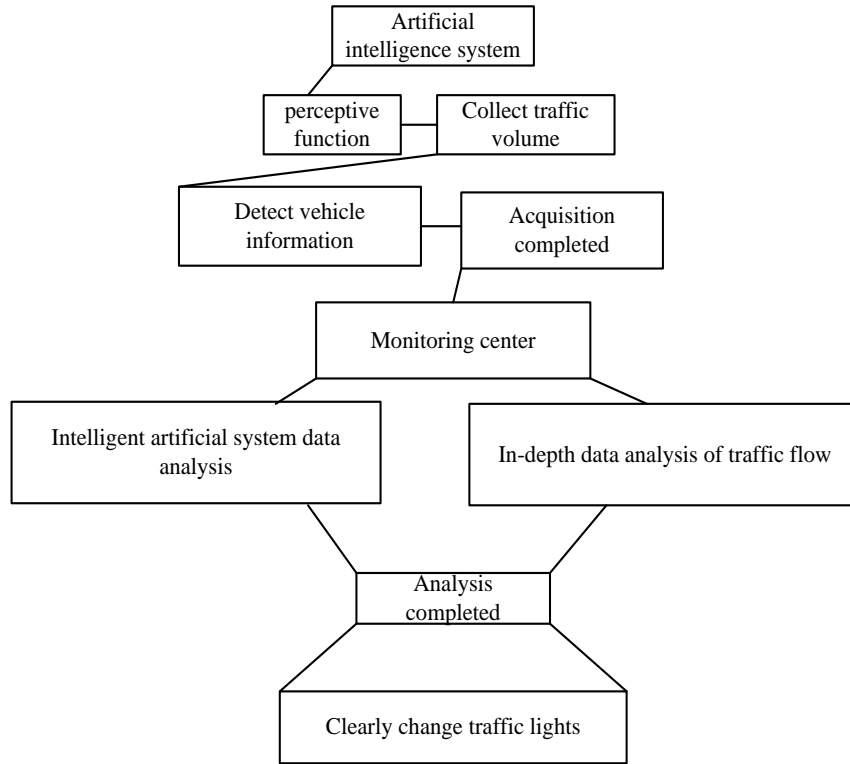 Artificial
intelligence system
perceptive
function
Collect traffic
volume
Detect vehicle
information
Acquisition
completed
Monitoring center
Intelligent artificial system data
analysis
In-depth data analysis of traffic flow
Analysis
completed
Clearly change traffic lights